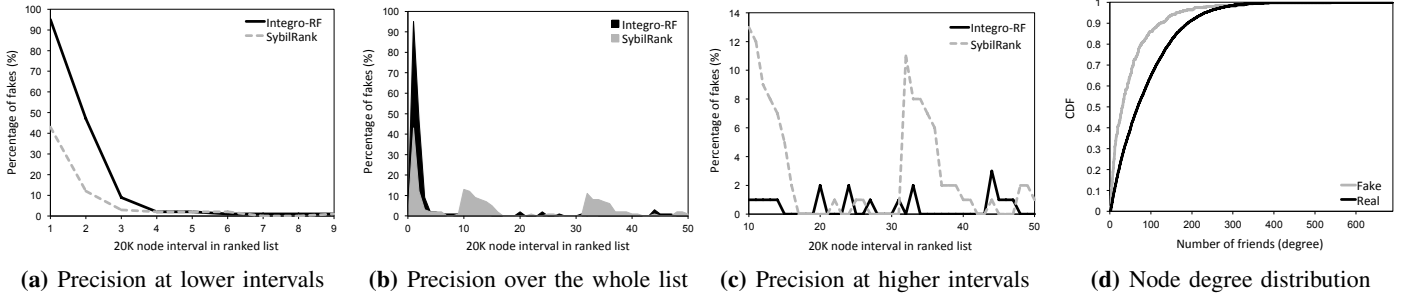 Percentage of fakes (%)
100
90
80
70
60
50
40
30
20
10
0
1 2 3 4 5 6 7 8 9
20K node interval in ranked list
Integro-RF
SybilRank
(a) Precision at lower intervals
Percentage of fakes (%)
100
90
80
70
60
50
40
30
20
10
0
0 10 20 30 40 50
20K node interval in ranked list
Integro-RF
SybilRank
(b) Precision over the whole list
Percentage of fakes (%)
14
12
10
8
6
4
2
0
10 20 30 40 50
20K node interval in ranked list
Integro-RF
SybilRank
(c) Precision at higher intervals
CDF
1
0.9
0.8
0.7
0.6
0.5
0.4
0.3
0.2
0.1
0
0 100 200 300 400 500 600
Number of friends (degree)
Fake
Real
(d) Node degree distribution